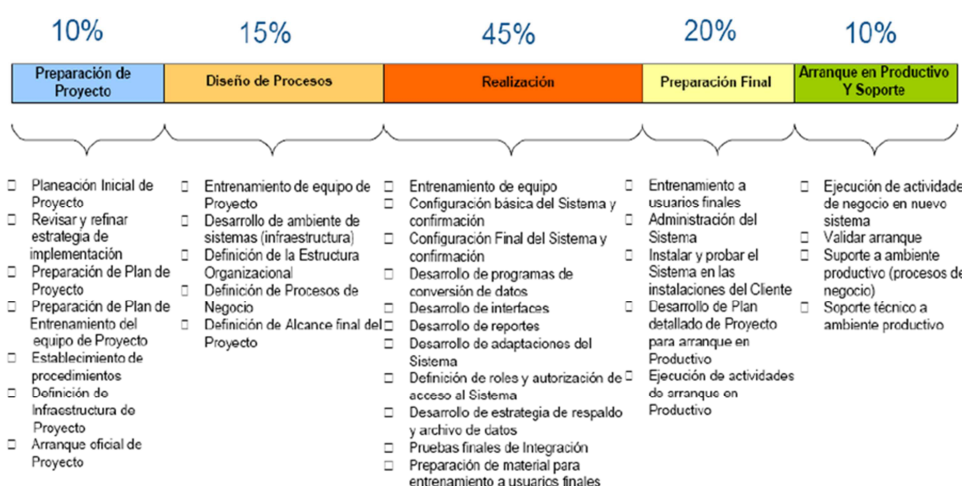 10%
15%
45%
20%
10%
Preparación de
Proyecto
Diseño de Procesos
Realización
Preparación Final
Arranque en Productivo
Y Soporte
Planeación Inicial de
Proyecto
Revisar y refinar
estrategia de
implementación
Preparación de Plan de
Proyecto
Preparación de Plan de
Entrenamiento del
equipo de Proyecto
Establecimiento de
procedimientos
Definición de
Infraestructura de
Proyecto
Arranque oficial de
Proyecto
Entrenamiento de equipo de
Proyecto
Desarrollo de ambiente de
sistemas (infraestructura)
Definición de la Estructura
Organizacional
Definición de Procesos de
Negocio
Definición de Alcance final del
Proyecto
Entrenamiento de equipo
Configuración básica del Sistema y
confirmación
Configuración Final del Sistema y
confirmación
Desarrollo de programas de
conversión de datos
Desarrollo de interfaces
Desarrollo de reportes
Desarrollo de adaptaciones del
Sistema
Definición de roles y autorización de
acceso al Sistema
Desarrollo de estrategia de respaldo
y archivo de datos
Pruebas finales de Integración
Preparación de material para
entrenamiento a usuarios finales
Entrenamiento a
usuarios finales
Administración del
Sistema
Instalar y probar el
Sistema en las
instalaciones del Cliente
Desarrollo de Plan
detallado de Proyecto
para arranque en
Productivo
Ejecución de actividades
de arranque en
Productivo
Ejecución de actividade
de negocio en nuevo
sistema
Validar arranque
Suporte a ambiente
productivo (procesos de
negocio)
Soporte técnico a
ambiente productivo